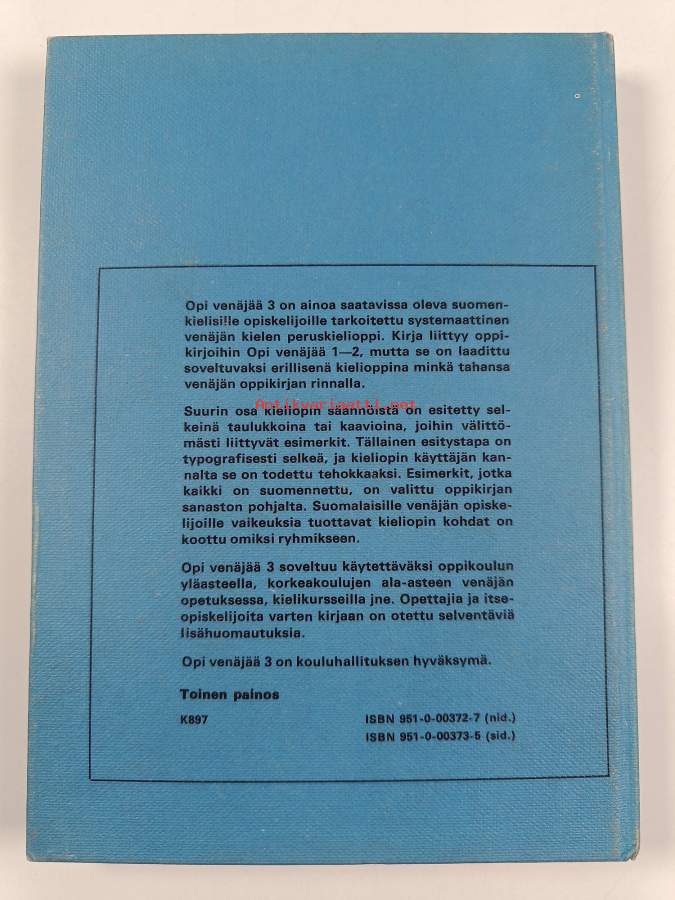 Opi venäjää 3 on ainoa saatavissa oleva suomen-
kielisille opiskelijoille tarkoitettu systemaattinen
venäjän kielen peruskielioppi. Kirja liittyy oppi-
kirjoihin Opi venäjää 1—2, mutta se on laadittu
soveltuvaksi erillisenä kielioppina minkä tahansa
venäjän oppikirjan rinnalla.
Antikvariaatti.net
Suurin osa kieliopin säännöistä on esitetty sel-
keinä taulukkoina tai kaavioina, joihin välittö-
mästi liittyvät esimerkit. Tällainen esitystapa on
typografisesti selkeä, ja kieliopin käyttäjän kan-
nalta se on todettu tehokkaaksi. Esimerkit, jotka
kaikki on suomennettu, on valittu oppikirjan
sanaston pohjalta. Suomalaisille venäjän opiske-
lijoille vaikeuksia tuottavat kieliopin kohdat on
koottu omiksi ryhmikseen.
Opi venäjää 3 soveltuu käytettäväksi oppikoulun
yläasteella, korkeakoulujen ala-asteen venäjän
opetuksessa, kielikursseilla jne. Opettajia ja itse-
opiskelijoita varten kirjaan on otettu selventäviä
lisähuomautuksia.
Opi venäjää 3 on kouluhallituksen hyväksymä.
Toinen painos
K897 ISBN 951-0-00372-7 (nid.)
ISBN 951-0-00373-5 (sid.)